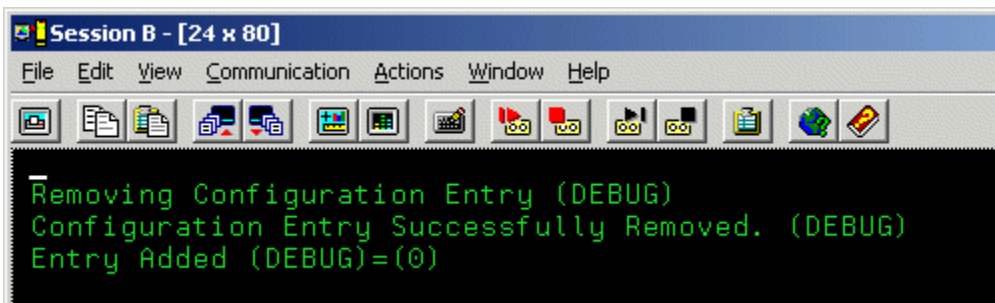 Session B - [24 x 80]
File Edit View Communication Actions Window Help
Removing Configuration Entry (DEBUG)
Configuration Entry Successfully Removed. (DEBUG)
Entry Added (DEBUG)=(0)